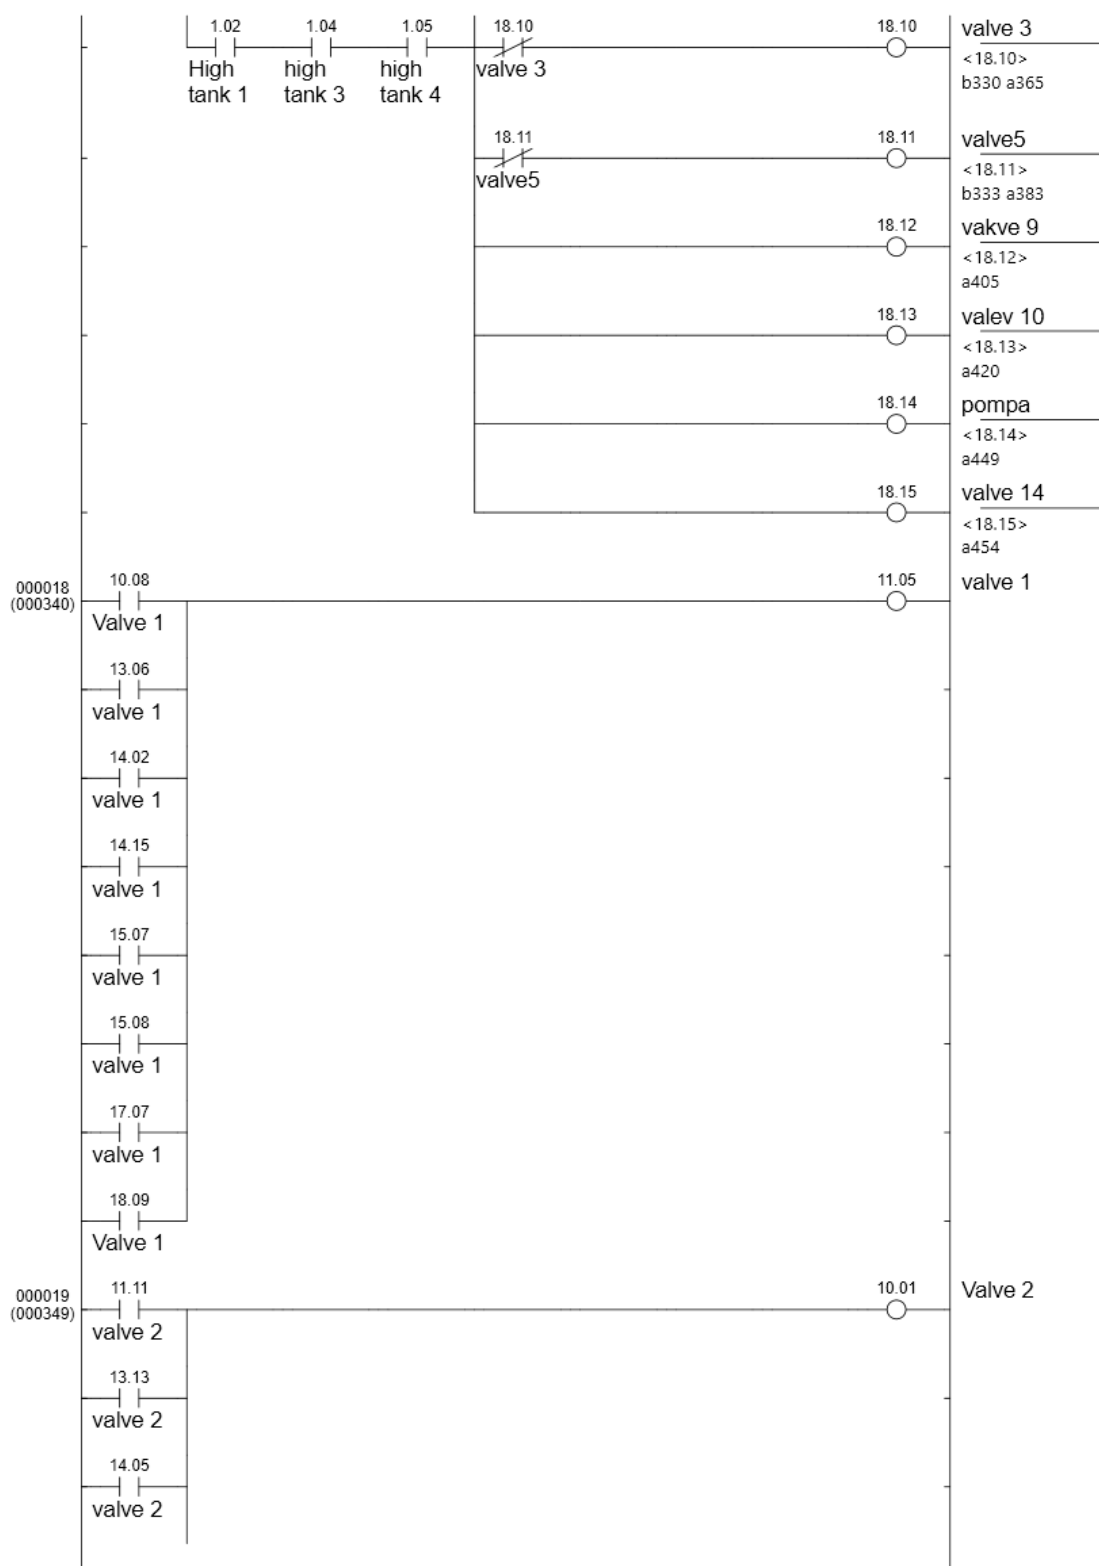 1.02 1.04 1.05 18.10 18.10 valve 3
High high high valve 3 <18.10>
tank 1 tank 3 tank 4 b330 a365
18.11 18.11 valve5
valve5 <18.11>
b333 a383
18.12 vakve 9
<18.12>
a405
18.13 valev 10
<18.13>
a420
18.14 pompa
<18.14>
a449
18.15 valve 14
<18.15>
a454
000018 10.08 11.05 valve 1
(000340)
Valve 1
13.06
valve 1
14.02
valve 1
14.15
valve 1
15.07
valve 1
15.08
valve 1
17.07
valve 1
18.09
Valve 1
000019 11.11 10.01 Valve 2
(000349)
valve 2
13.13
valve 2
14.05
valve 2